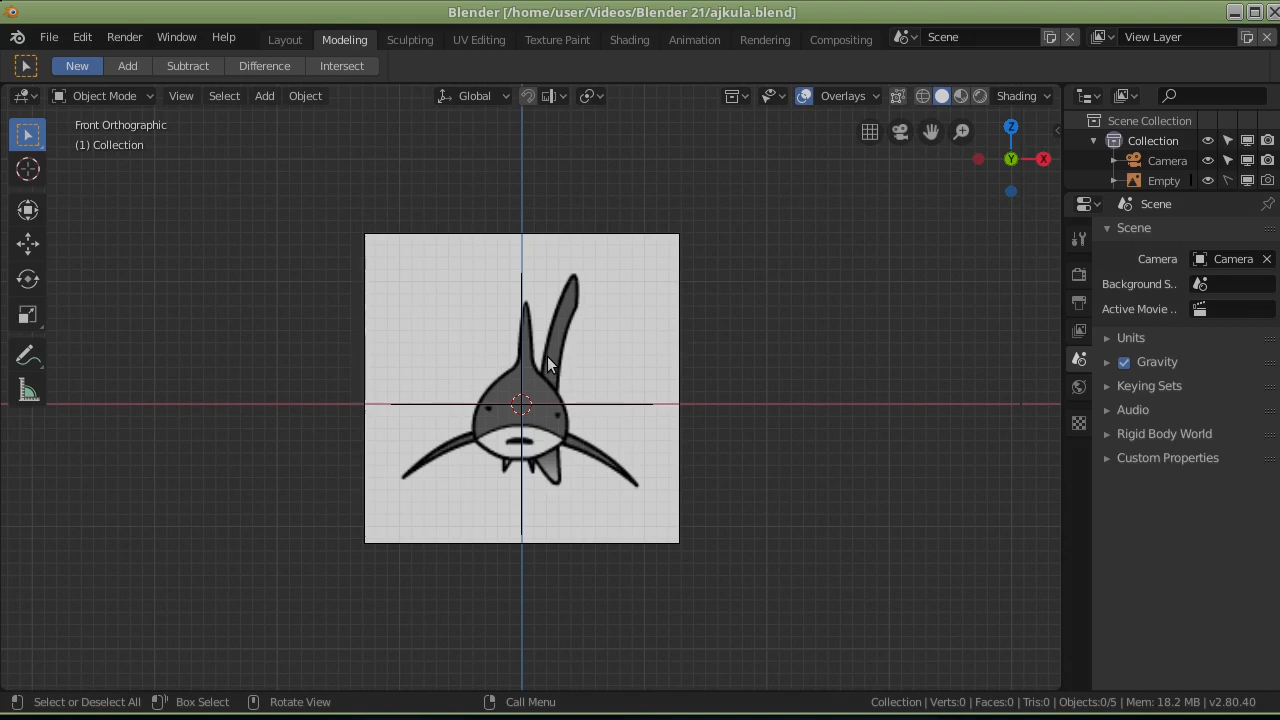 Blender [/home/user/Videos/Blender 21/ajkula.blend]
File Edit Render Window Help Layout Modeling Sculpting UV Editing Texture Paint Shading Animation Rendering Compositing Scene View Layer
New Add Subtract Difference Intersect
Object Mode View Select Add Object Global Overlays Shading
Front Orthographic
(1) Collection
Z
Y
X
Scene Collection
Collection
Camera
Empty
Scene
Scene
Camera Camera
Background S..
Active Movie ..
Units
Gravity
Keying Sets
Audio
Rigid Body World
Custom Properties
Select or Deselect All Box Select Rotate View Call Menu Collection | Verts:0 | Faces:0 | Tris:0 | Objects:0/5 | Mem: 18.2 MB | v2.80.40